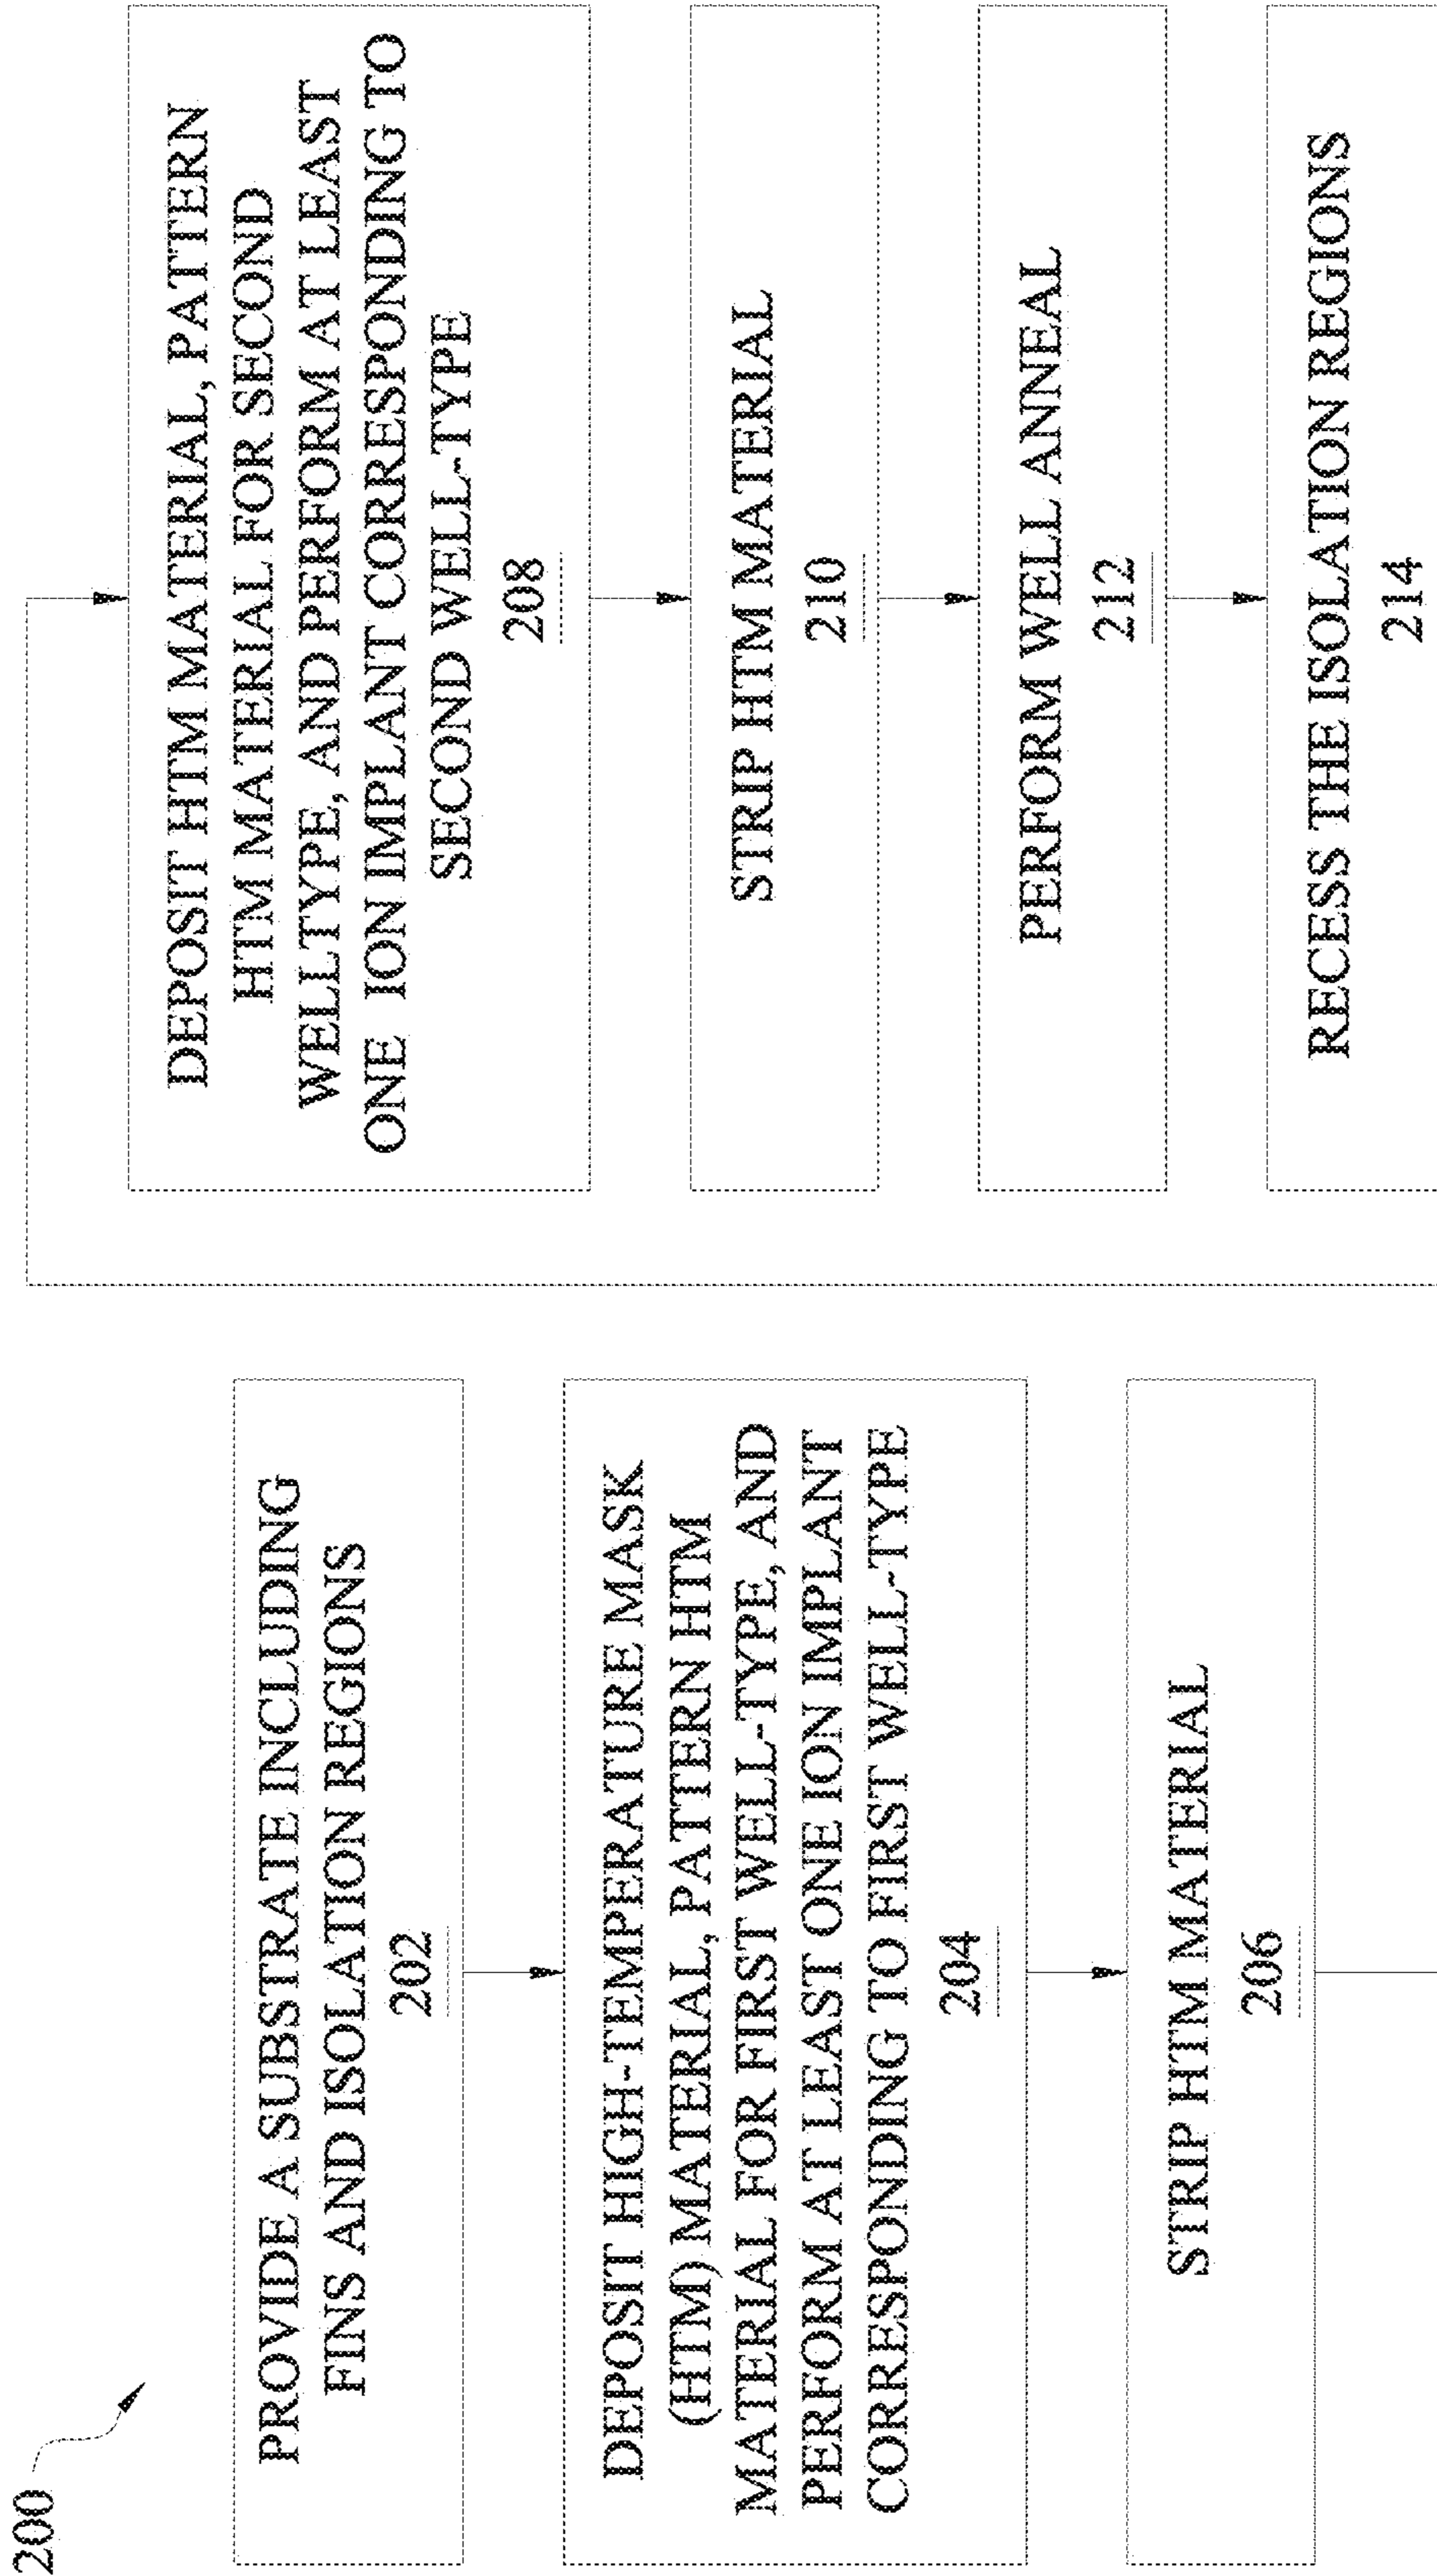 200
PROVIDE A SUBSTRATE INCLUDING
FINS AND ISOLATION REGIONS
202
DEPOSIT HIGH-TEMPERATURE MASK
(HTM) MATERIAL, PATTERN HTM
MATERIAL FOR FIRST WELL-TYPE, AND
PERFORM AT LEAST ONE ION IMPLANT
CORRESPONDING TO FIRST WELL-TYPE
204
STRIP HTM MATERIAL
206
DEPOSIT HTM MATERIAL, PATTERN
HTM MATERIAL FOR SECOND
WELLTYPE, AND PERFORM AT LEAST
ONE ION IMPLANT CORRESPONDING TO
SECOND WELL-TYPE
208
STRIP HTM MATERIAL
210
PERFORM WELL ANNEAL
212
RECESS THE ISOLATION REGIONS
214